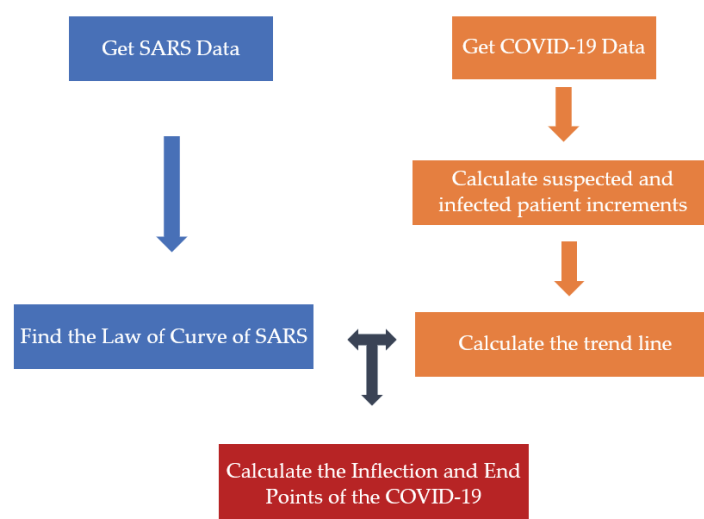 Get SARS Data
Get COVID-19 Data
Calculate suspected and
infected patient increments
Find the Law of Curve of SARS
Calculate the trend line
Calculate the Inflection and End
Points of the COVID-19